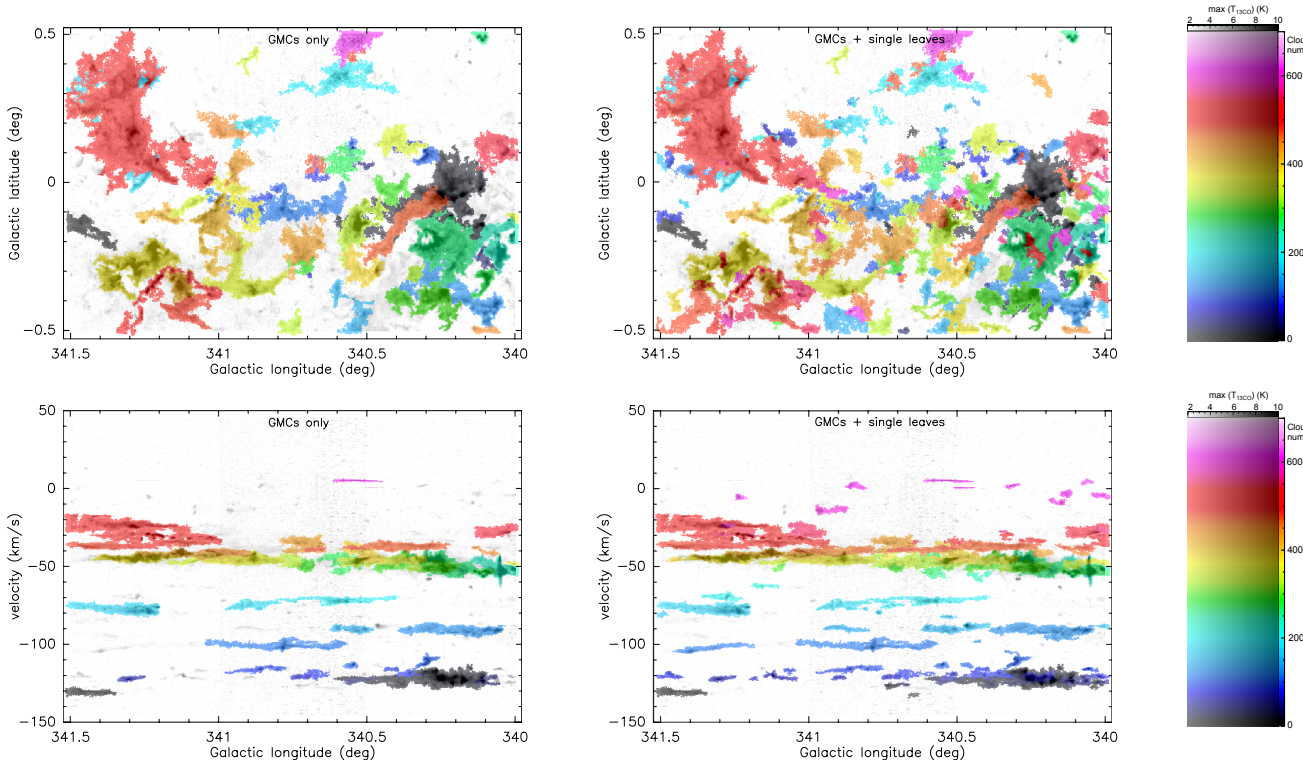 GMCs only
0.5
0
−0.5
Galactic latitude (deg)
341.5 341 340.5 340
Galactic longitude (deg)
GMCs + single leaves
0.5
0
−0.5
Galactic latitude (deg)
341.5 341 340.5 340
Galactic longitude (deg)
max (T13CO) (K)
2 4 6 8 10
Clou
num
600
400
200
0
GMCs only
50
0
−50
−100
−150
velocity (km/s)
341.5 341 340.5 340
Galactic longitude (deg)
GMCs + single leaves
50
0
−50
−100
−150
velocity (km/s)
341.5 341 340.5 340
Galactic longitude (deg)
max (T13CO) (K)
2 4 6 8 10
Clou
num
600
400
200
0